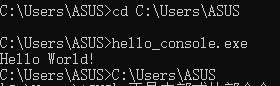 C:\Users\ASUS>cd C:\Users\ASUS
C:\Users\ASUS>hello_console.exe
Hello World!
C:\Users\ASUS>C:\Users\ASUS